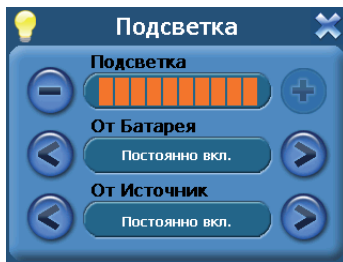 Подсветка
Подсветка
От Батарея
Постоянно вкл.
От Источник
Постоянно вкл.